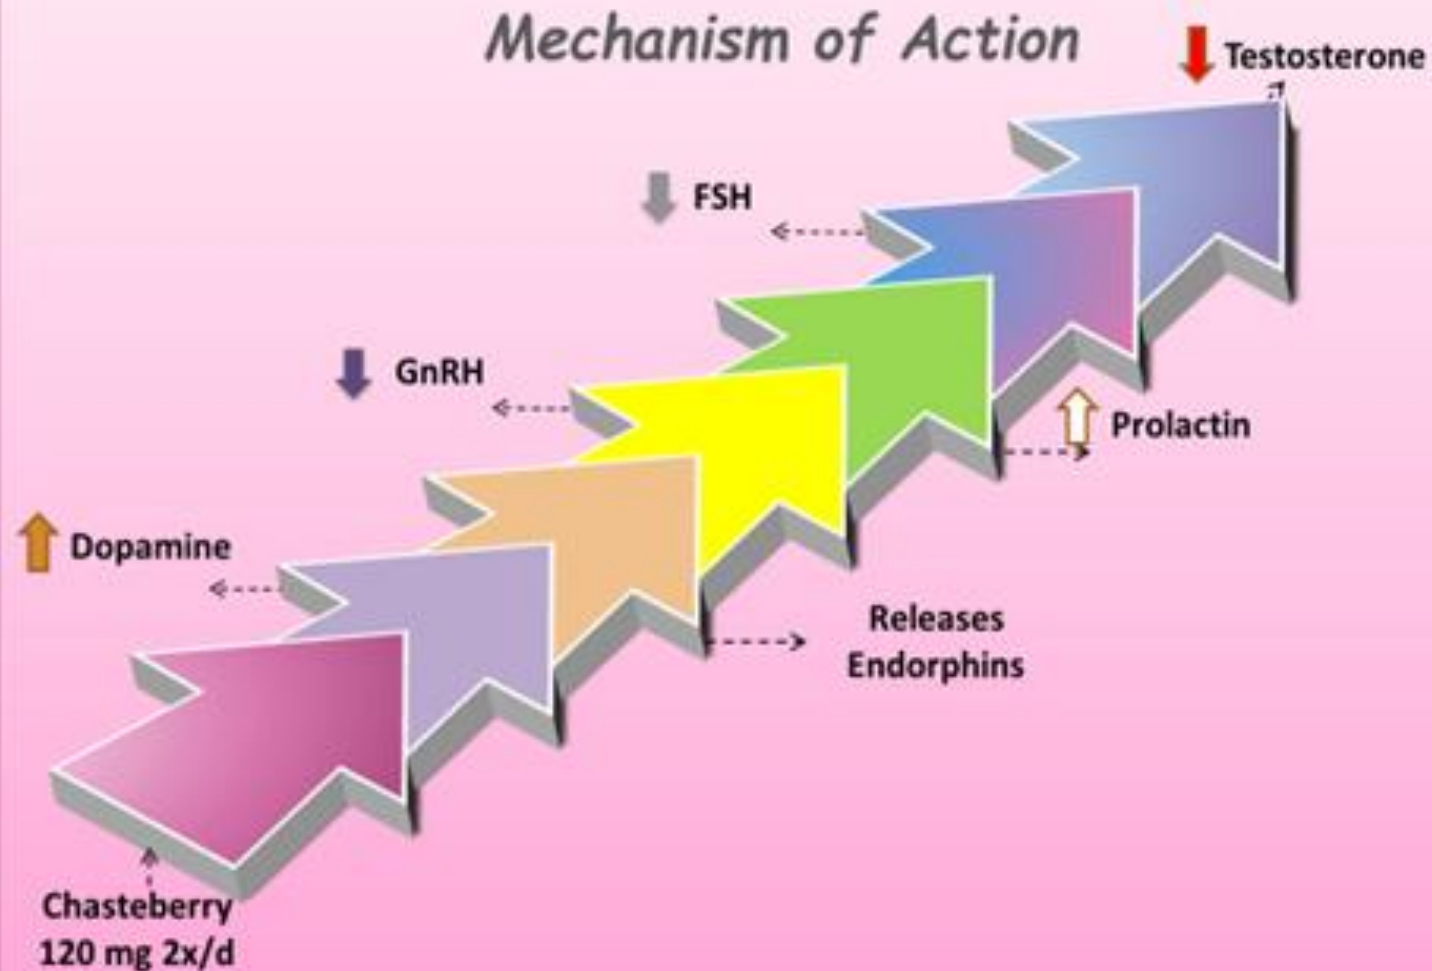 Mechanism of Action
Testosterone
FSH
GnRH
Prolactin
Dopamine
Releases
Endorphins
Chasteberry
120 mg 2x/d